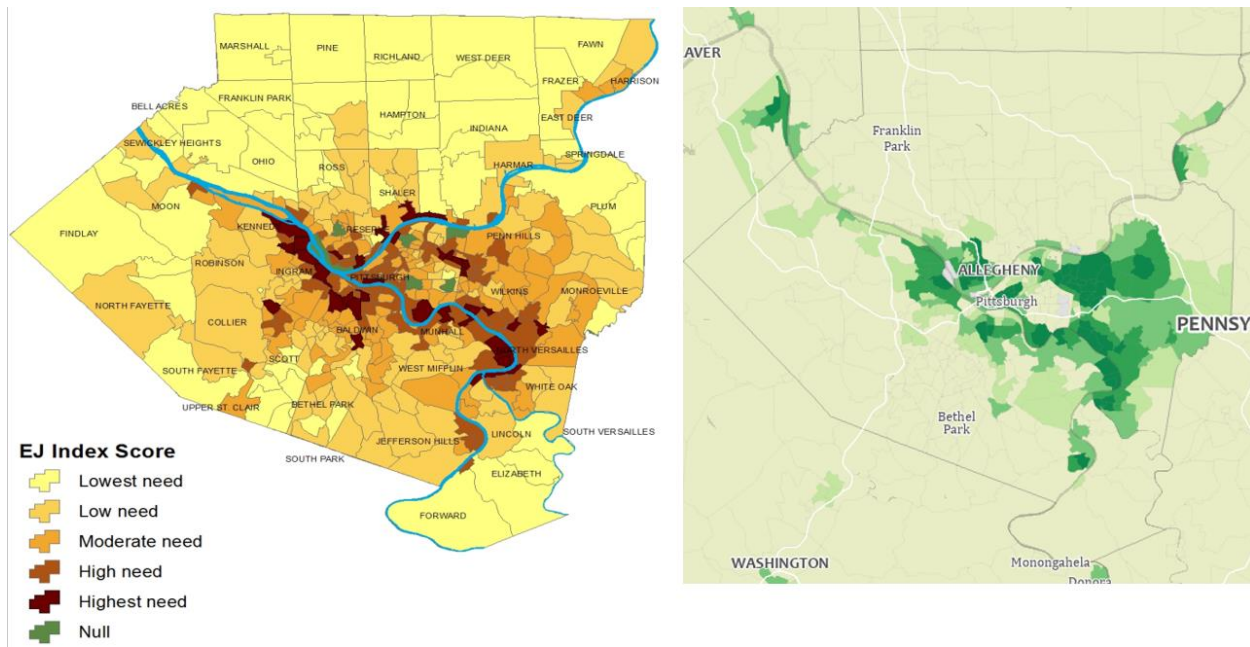 MARSHALL
PINE
RICHLAND
WEST DEER
FAWN
FRAZER
HARRISON
BELL ACRES
FRANKLIN PARK
HAMPTON
EAST DEER
INDIANA
SEWICKLEY HEIGHTS
OHIO
ROSS
HARMAR
SPRINGDALE
SHALER
MOON
PLUM
KENNED
RESERVE
PENN HILLS
FINDLAY
ROBINSON
INGRAM
PITTSBURGH
WILKINS
MONROEVILLE
NORTH FAYETTE
COLLIER
BALDWIN
MUNHALL
NORTH VERSAILLES
SCOTT
SOUTH FAYETTE
WEST MIFFLIN
WHITE OAK
UPPER ST. CLAIR
BETHEL PARK
SOUTH VERSAILLES
JEFFERSON HILLS
LINCOLN
SOUTH PARK
ELIZABETH
FORWARD
EJ Index Score
Lowest need
Low need
Moderate need
High need
Highest need
Null
AVER
Franklin
Park
ALLEGHENY
Pittsburgh
PENNSY
Bethel
Park
WASHINGTON
Monongahela
Donora